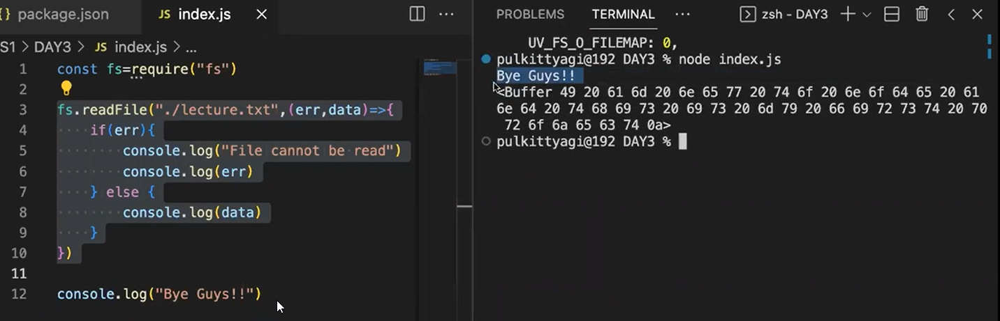 {} package.json
JS index.js
S1 > DAY3 > JS index.js > ...
1 const fs=require("fs")
2
3 fs.readFile("./lecture.txt",(err,data)=>{
4 if(err){
5 console.log("File cannot be read")
6 console.log(err)
7 } else {
8 console.log(data)
9 }
10 })
11
12 console.log("Bye Guys!!")
PROBLEMS TERMINAL ... zsh - DAY3
UV_FS_O_FILEMAP: 0,
pulkittyagi@192 DAY3 % node index.js
Bye Guys!!
<Buffer 49 20 61 6d 20 6e 65 77 20 74 6f 20 6e 6f 64 65 20 61
6e 64 20 74 68 69 73 20 69 73 20 6d 79 20 66 69 72 73 74 20 70
72 6f 6a 65 63 74 0a>
pulkittyagi@192 DAY3 %